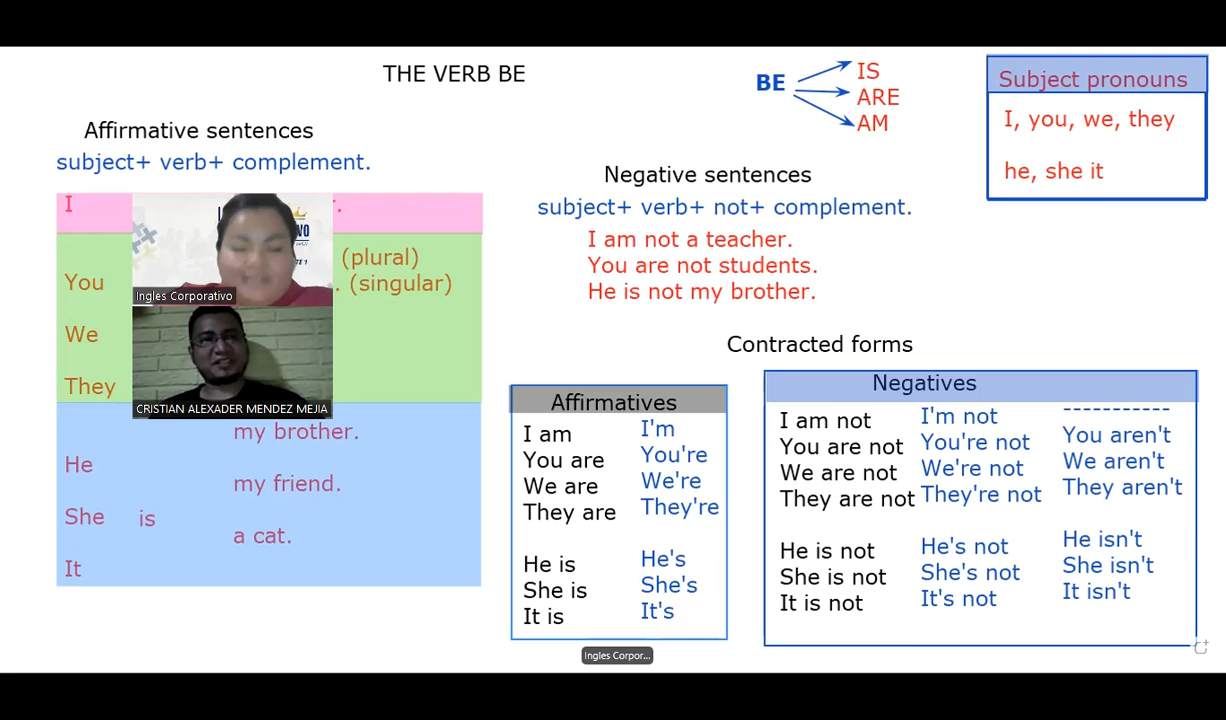 THE VERB BE
BE
IS
ARE
AM
Subject pronouns
I, you, we, they
he, she it
Affirmative sentences
subject+ verb+ complement.
I
You
We
They
(plural)
. (singular)
Ingles Corporativo
CRISTIAN ALEXADER MENDEZ MEJIA
He
She
It
is
my brother.
my friend.
a cat.
Negative sentences
subject+ verb+ not+ complement.
I am not a teacher.
You are not students.
He is not my brother.
Contracted forms
Affirmatives
I am I'm
You are You're
We are We're
They are They're
He is He's
She is She's
It is It's
Negatives
I am not I'm not -----------
You are not You're not You aren't
We are not We're not We aren't
They are not They're not They aren't
He is not He's not He isn't
She is not She's not She isn't
It is not It's not It isn't
Ingles Corpor...